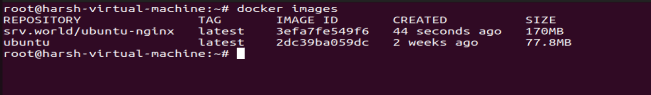 root@harsh-virtual-machine:~# docker images
REPOSITORY TAG IMAGE ID CREATED SIZE
srv.world/ubuntu-nginx latest 3efa7fe549f6 44 seconds ago 170MB
ubuntu latest 2dc39ba059dc 2 weeks ago 77.8MB
root@harsh-virtual-machine:~#